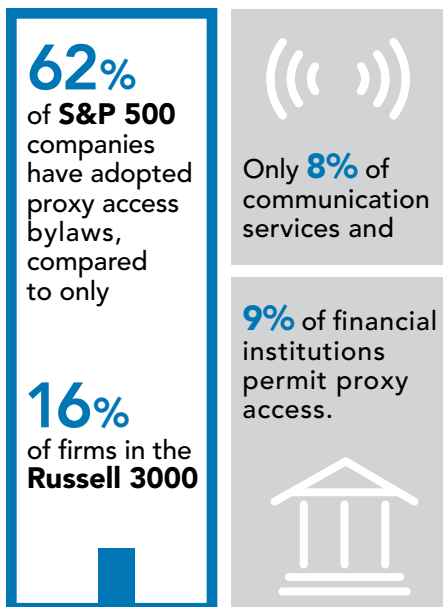 62%
of S&P 500
companies
have adopted
proxy access
bylaws,
compared
to only
16%
of firms in the
Russell 3000
Only 8% of
communication
services and
9% of financial
institutions
permit proxy
access.